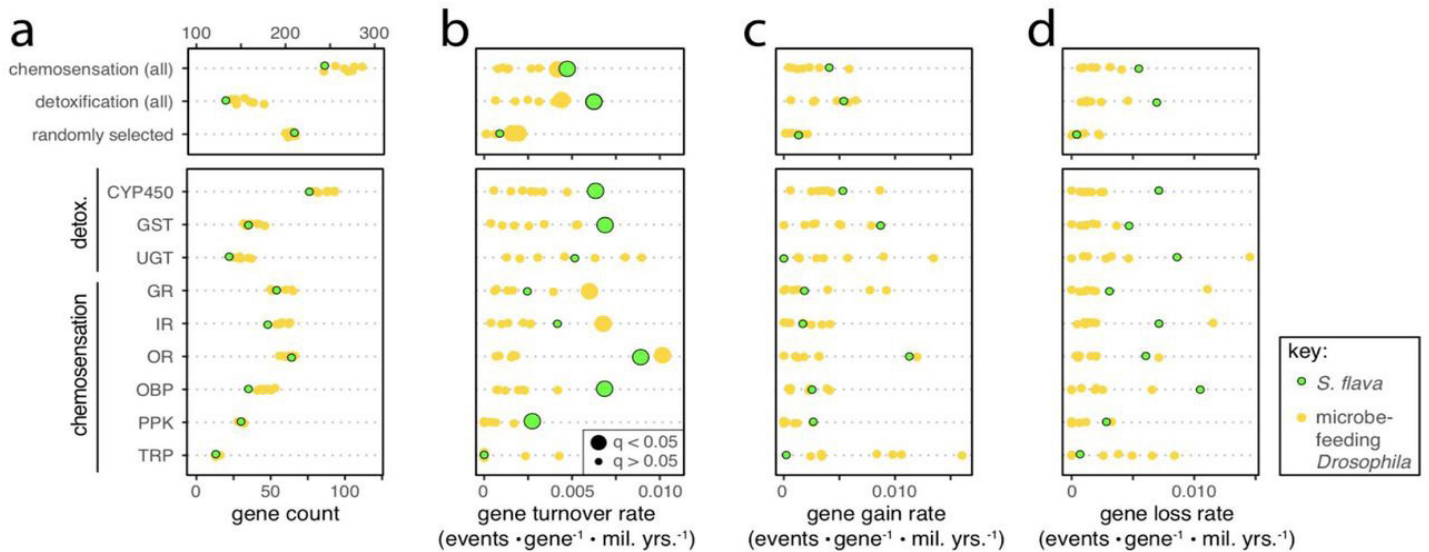 a
b
c
d
100 200 300
chemosensation (all)
detoxification (all)
randomly selected
detox.
CYP450
GST
UGT
chemosensation
GR
IR
OR
OBP
PPK
TRP
q < 0.05
q > 0.05
key:
S. flava
microbe-
feeding
Drosophila
0 50 100
0 0.005 0.010
0 0.010
0 0.010
gene count
gene turnover rate
(events •gene⁻¹ • mil. yrs.⁻¹)
gene gain rate
(events •gene⁻¹ • mil. yrs.⁻¹)
gene loss rate
(events •gene⁻¹ • mil. yrs.⁻¹)